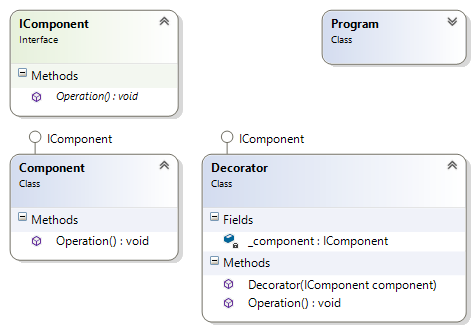 IComponent
Interface
Methods
Operation() : void
Program
Class
IComponent
Component
Class
Methods
Operation() : void
IComponent
Decorator
Class
Fields
_component : IComponent
Methods
Decorator(IComponent component)
Operation() : void